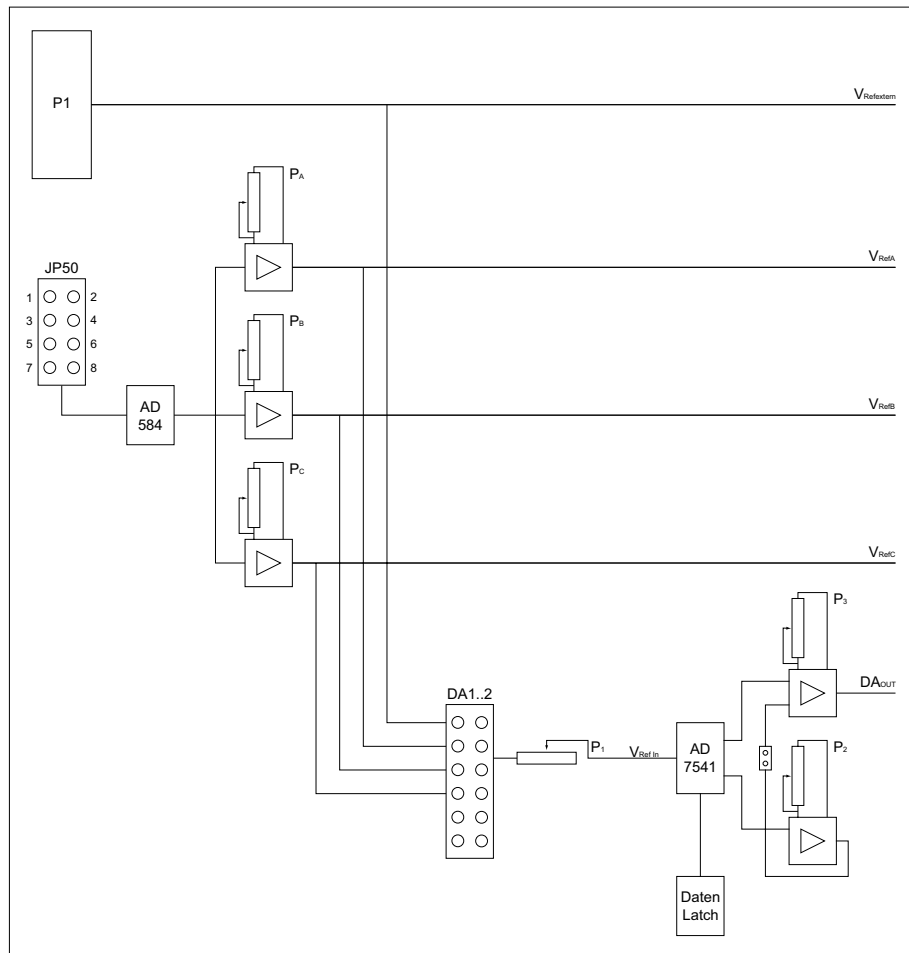 P1
VRefextern
PA
JP50
VRefA
1 2
3 4
5 6
7 8
PB
AD
584
VRefB
PC
VRefC
P3
DAOUT
DA1..2
P1
VRef In
AD
7541
P2
Daten
Latch